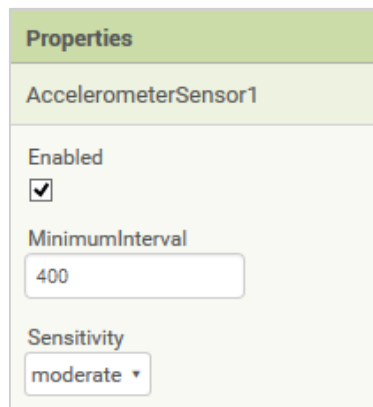 Properties
AccelerometerSensor1
Enabled
MinimumInterval
400
Sensitivity
moderate